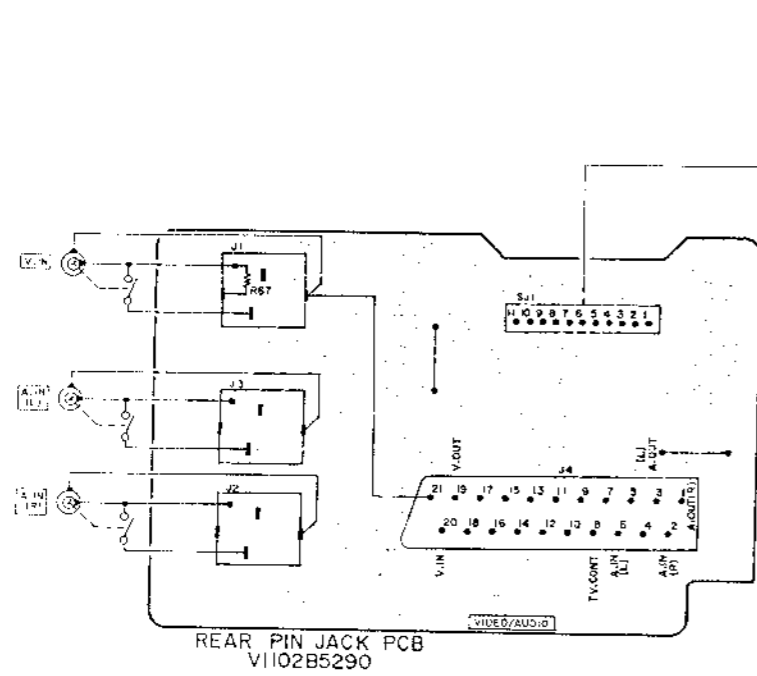 V.IN
J1
R67
SJ1
11 10 9 8 7 6 5 4 3 2 1
A.IN
(L)
J3
V.OUT
(L)
A.OUT
J4
A.IN
(R)
J2
21 19 17 15 13 11 9 7 5 3 1
A.OUT(R)
20 18 16 14 12 10 8 6 4 2
V.IN
TV.CONT
A.IN
(L)
A.IN
(R)
VIDEO/AUDIO
REAR PIN JACK PCB
V1102B5290